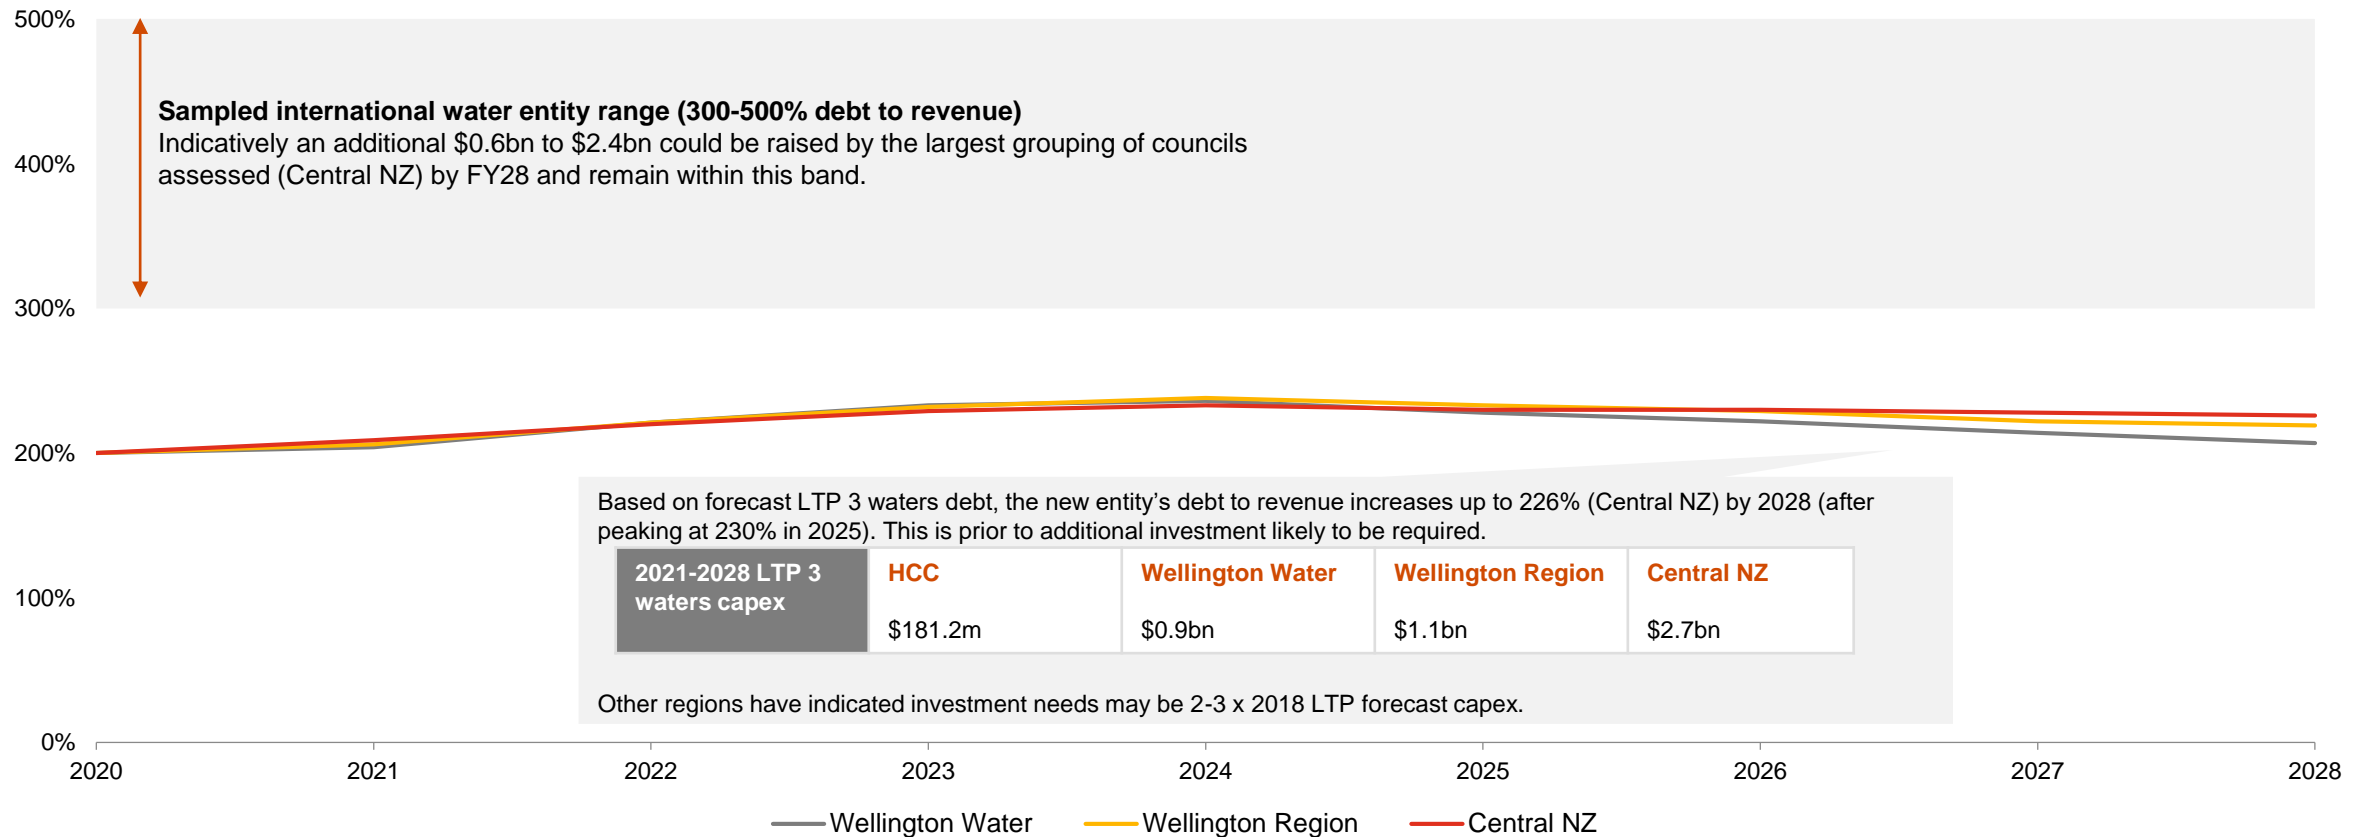 500%
Sampled international water entity range (300-500% debt to revenue)
Indicatively an additional $0.6bn to $2.4bn could be raised by the largest grouping of councils
400%
assessed (Central NZ) by FY28 and remain within this band.
300%
200%
Based on forecast LTP 3 waters debt, the new entity's debt to revenue increases up to 226% (Central NZ) by 2028 (after
peaking at 230% in 2025). This is prior to additional investment likely to be required.
2021-2028 LTP 3 HCC Wellington Water Wellington Region Central NZ
waters capex
100%
$181.2m $0.9bn $1.1bn $2.7bn
Other regions have indicated investment needs may be 2-3 x 2018 LTP forecast capex.
0%
2020 2021 2022 2023 2024 2025 2026 2027 2028
Wellington Water Wellington Region Central NZ